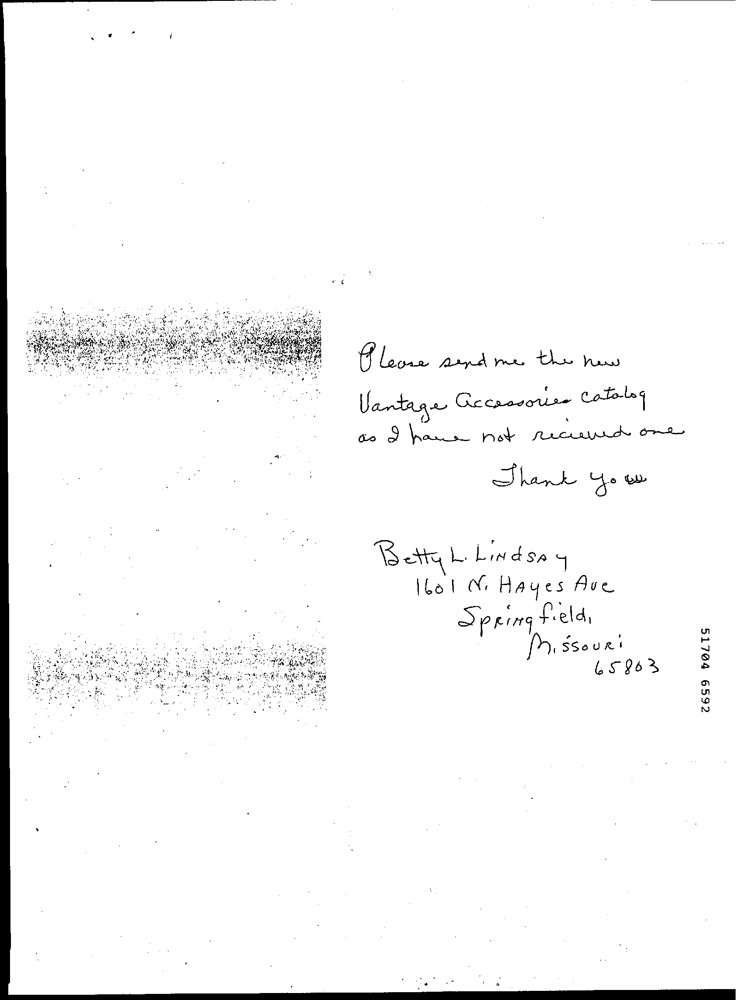 Please send me the new
Vantage Accessories catalog
as I have not recieved one
Thank you
Betty L. Lindsay
1601 N. Hayes Ave
Springfield,
Missouri
65803
51704 6592